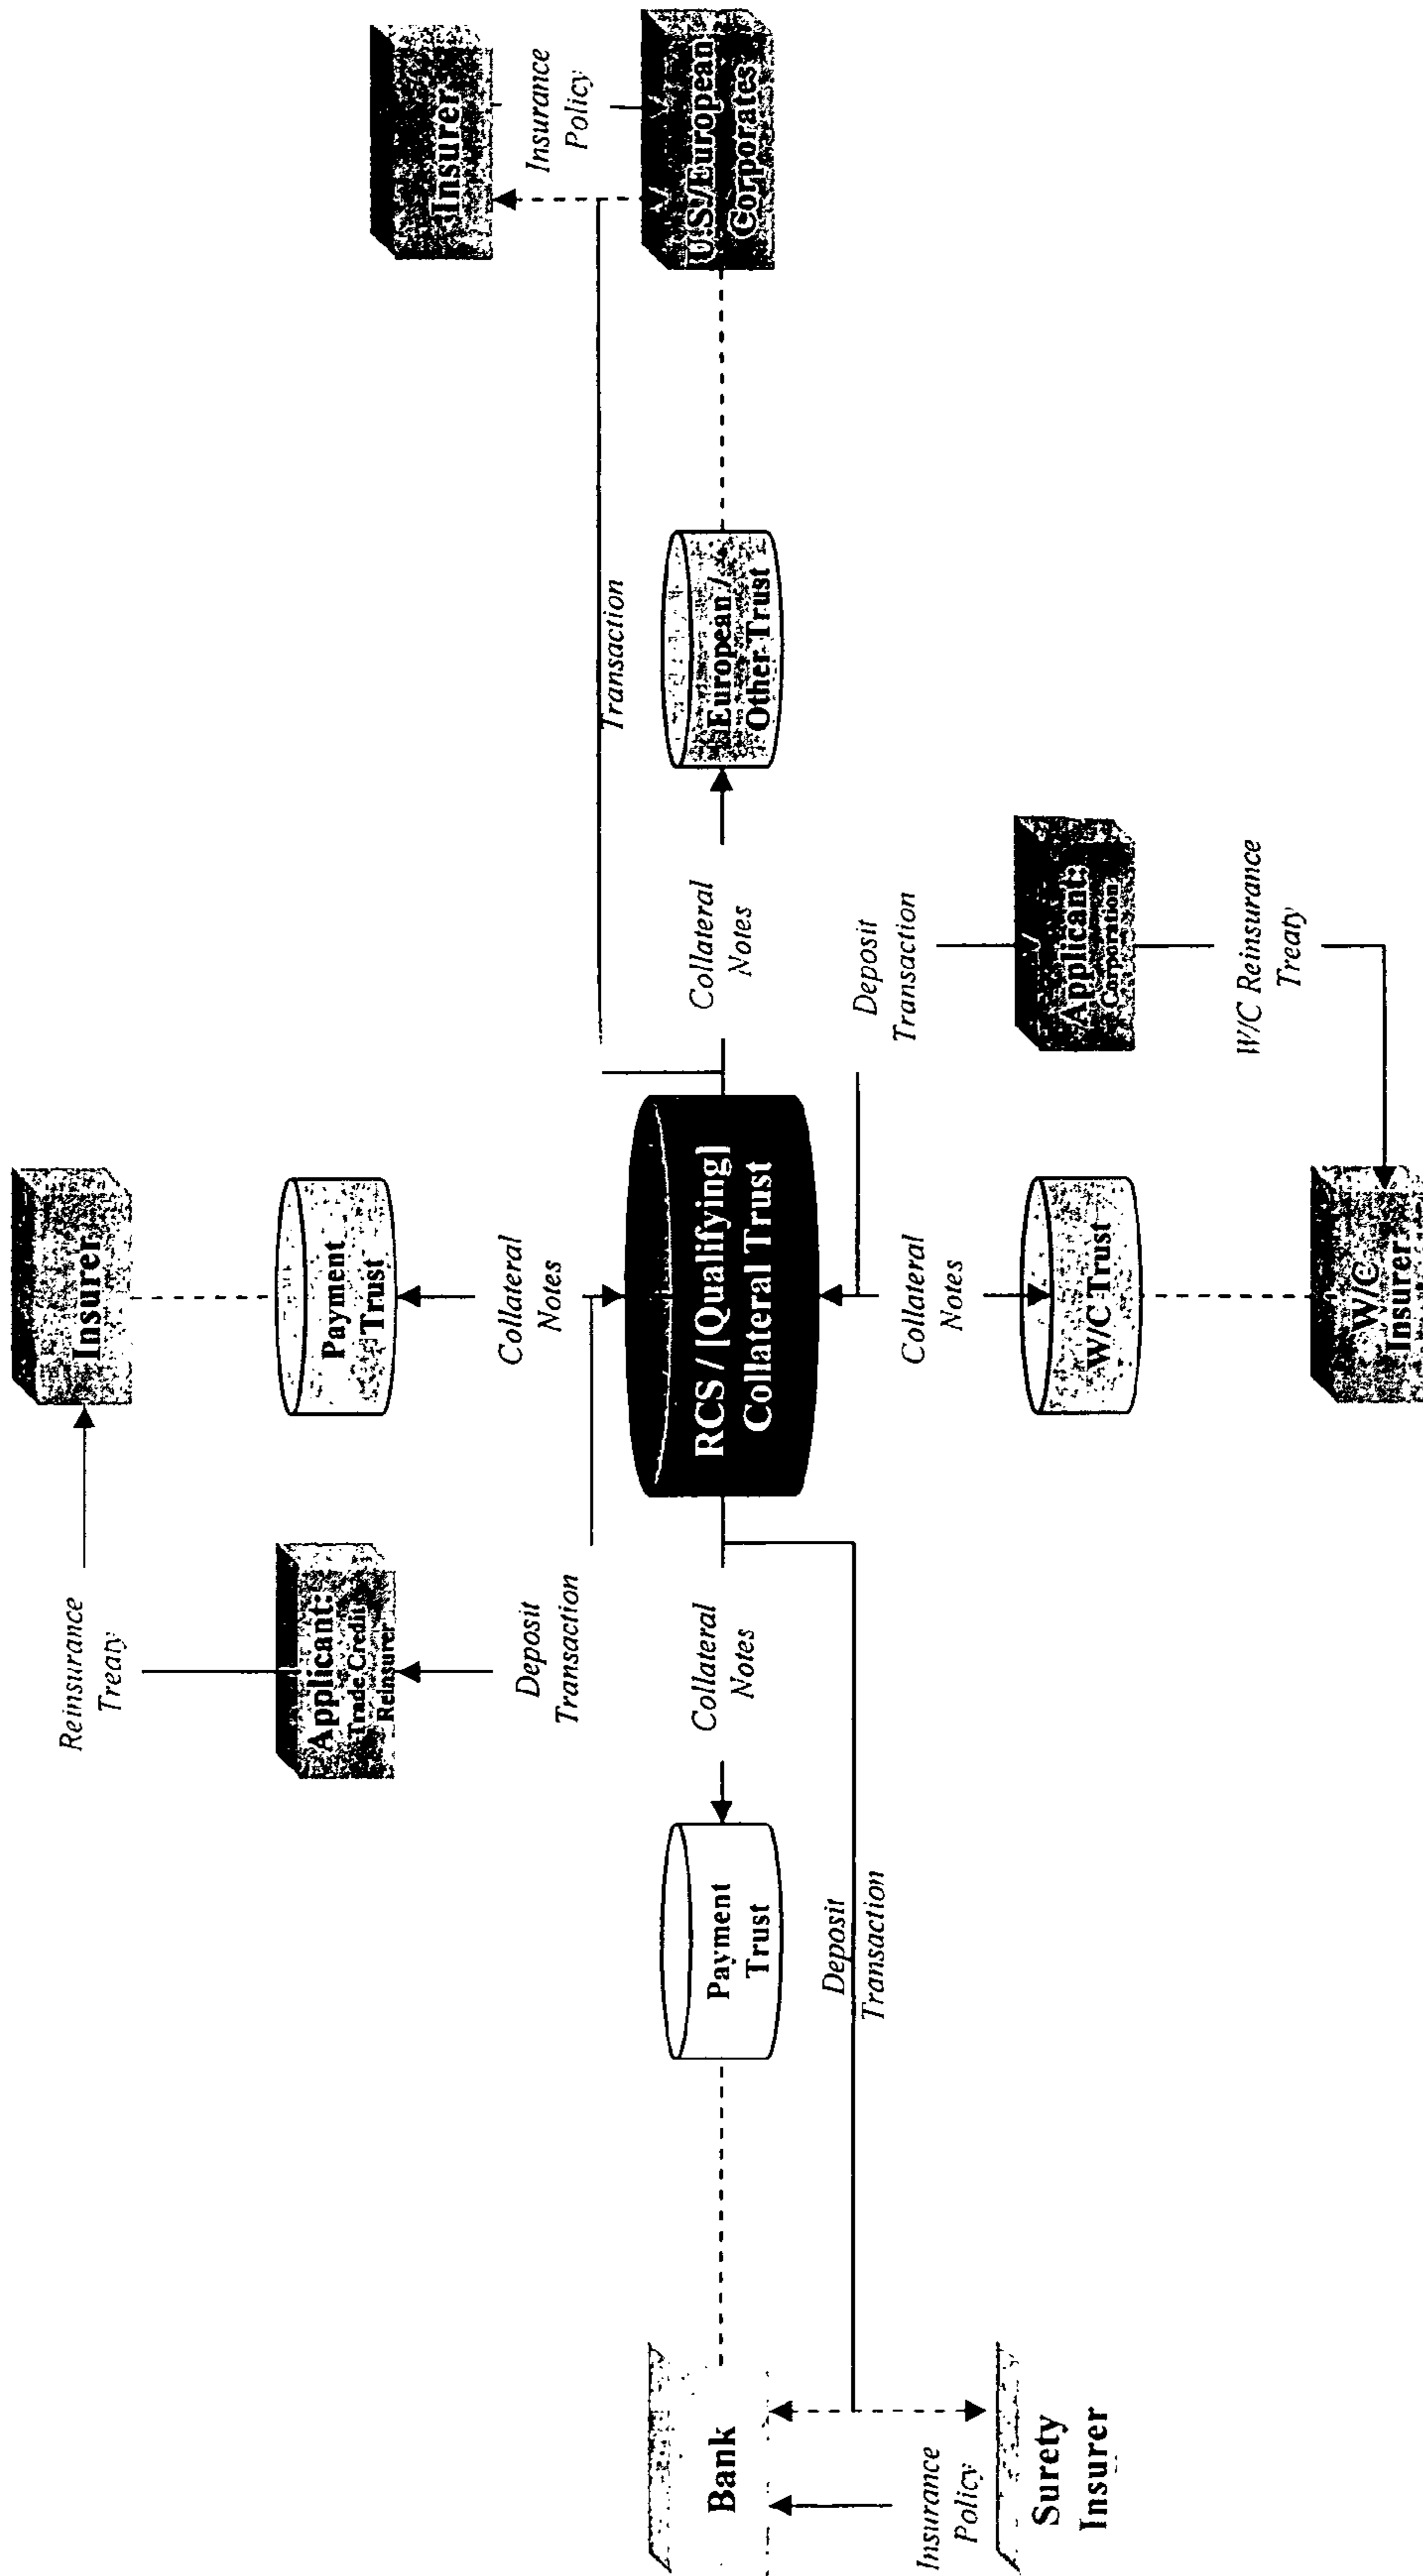 Insurer
Reinsurance
Treaty
Applicant:
Trade Credit
Reinsurer
Payment
Trust
Insurer
Insurance
Policy
Deposit
Transaction
Collateral
Notes
Transaction
Bank
Payment
Trust
Collateral
Notes
RCS / [Qualifying]
Collateral Trust
Collateral
Notes
European /
Other Trust
U.S./European
Corporates
Deposit
Transaction
Insurance
Policy
Surety
Insurer
Collateral
Notes
Deposit
Transaction
W/C Trust
Applicant:
Corporation
W/C Reinsurance
Treaty
W/C
Insurer